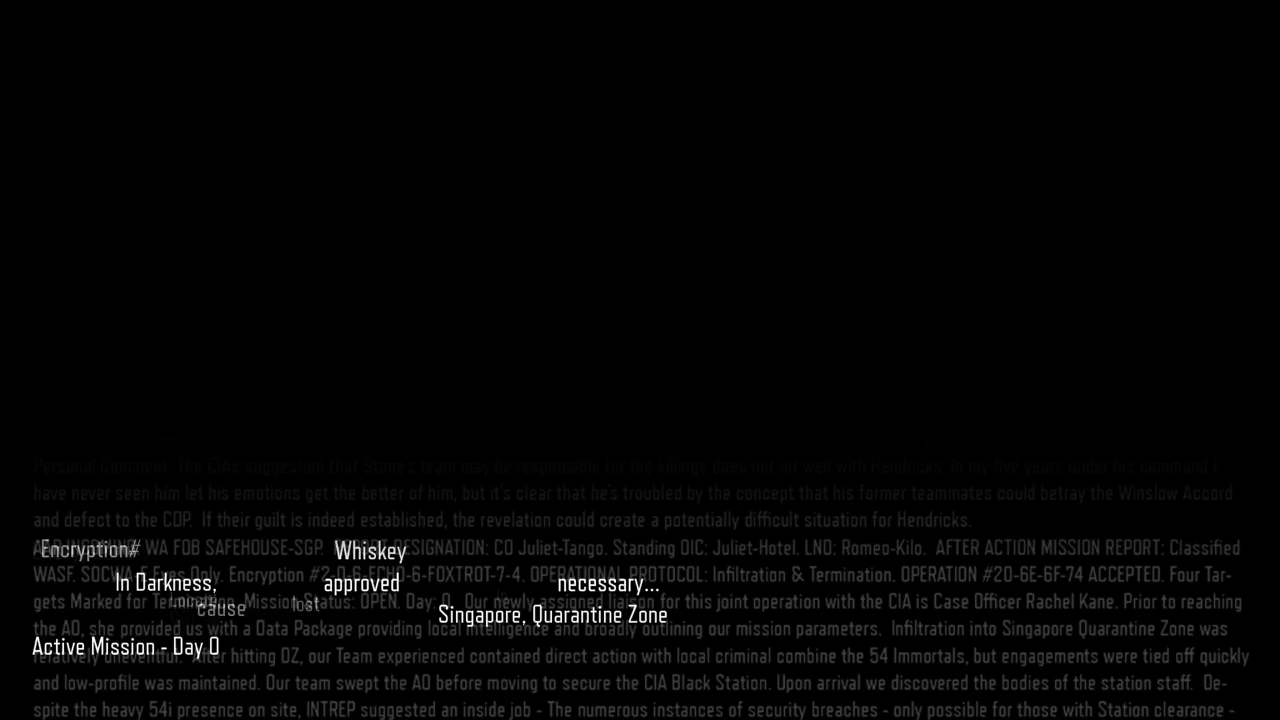 Personal Comment: The CIAs suggestion that Stone's team may be responsible for the killings does not sit well with Hendricks. In my five years under his command I
have never seen him let his emotions get the better of him, but it's clear that he's troubled by the concept that his former teammates could betray the Winslow Accord
and defect to the CDP. If their guilt is indeed established, the revelation could create a potentially difficult situation for Hendricks.
WA FOB SAFEHOUSE-SGP. DESIGNATION: CO Juliet-Tango. Standing OIC: Juliet-Hotel. LNO: Romeo-Kilo. AFTER ACTION MISSION REPORT: Classified
Encryption# Whiskey
WASF. SOCWA-5 Eyes Only. Encryption #2-0-6-ECHO-6-FOXTROT-7-4. OPERATIONAL PROTOCOL: Infiltration & Termination. OPERATION #20-6E-6F-74 ACCEPTED. Four Tar-
In Darkness, approved necessary...
gets Marked for Termination. Mission Status: OPEN. Day: 0. Our newly assigned liaison for this joint operation with the CIA is Case Officer Rachel Kane. Prior to reaching
cause lost
Singapore, Quarantine Zone
the AO, she provided us with a Data Package providing local intelligence and broadly outlining our mission parameters. Infiltration into Singapore Quarantine Zone was
Active Mission - Day 0
relatively uneventful. After hitting DZ, our Team experienced contained direct action with local criminal combine the 54 Immortals, but engagements were tied off quickly
and low-profile was maintained. Our team swept the AO before moving to secure the CIA Black Station. Upon arrival we discovered the bodies of the station staff. De-
spite the heavy 54i presence on site, INTREP suggested an inside job - The numerous instances of security breaches - only possible for those with Station clearance -